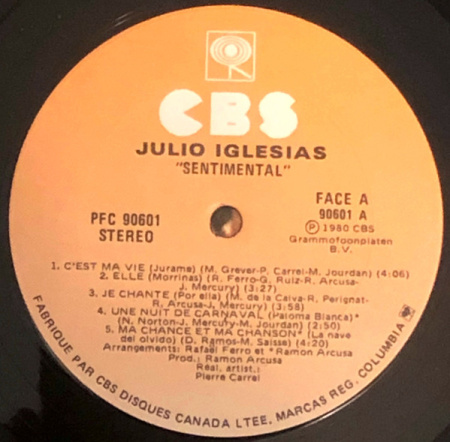 CBS
JULIO IGLESIAS
"SENTIMENTAL"
PFC 90601
STEREO
FACE A
90601 A
Ⓟ 1980 CBS
Grammofoonplaten
B.V.
1. C'EST MA VIE (Jurame) (M. Grever-P. Carrel-M. Jourdan) (4:06)
2. ELLE (Morrinas) (R. Ferro-G. Ruiz-R. Arcusa-
J. Mercury) (3:27)
3. JE CHANTE (Por ella) (M. de la Calva-R. Perignat-
R. Arcusa-J. Mercury) (3:58)
4. UNE NUIT DE CARNAVAL (Paloma Blanca)*
(N. Norton-J. Mercury-M. Jourdan) (2:50)
5. MA CHANCE ET MA CHANSON* (La nave
del olvido) (D. Ramos-M. Saisse) (4:20)
Arrangements: Rafael Ferro et *Ramon Arcusa
Prod.: Ramon Arcusa
Réal. artist.:
Pierre Carrel
FABRIQUE PAR CBS DISQUES CANADA LTEE. MARCAS REG. COLUMBIA